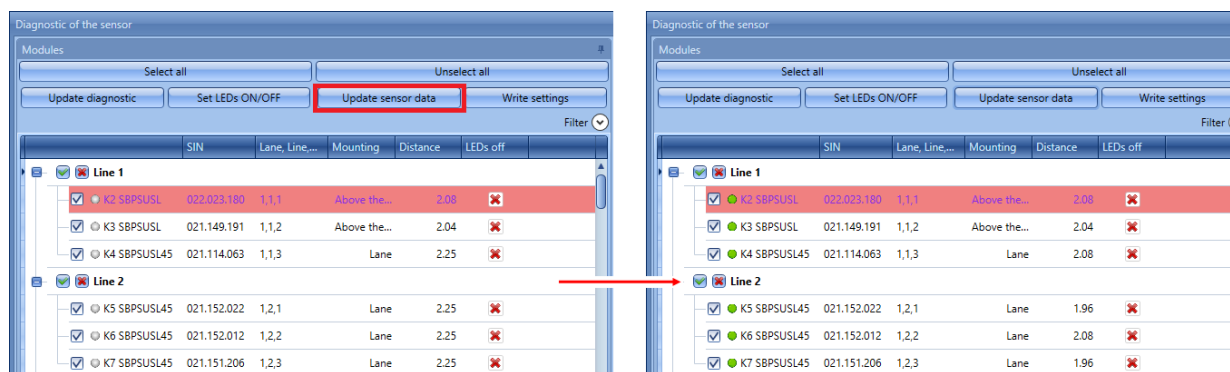 Diagnostic of the sensor
Modules
Select all Unselect all
Update diagnostic Set LEDs ON/OFF Update sensor data Write settings
Filter
SIN Lane, Line,... Mounting Distance LEDs off
Line 1
K2 SBPSUSL 022.023.180 1,1,1 Above the... 2.08
K3 SBPSUSL 021.149.191 1,1,2 Above the... 2.04
K4 SBPSUSL45 021.114.063 1,1,3 Lane 2.25
Line 2
K5 SBPSUSL45 021.152.022 1,2,1 Lane 2.25
K6 SBPSUSL45 021.152.012 1,2,2 Lane 2.25
K7 SBPSUSL45 021.151.206 1,2,3 Lane 2.25
Diagnostic of the sensor
Modules
Select all Unselect all
Update diagnostic Set LEDs ON/OFF Update sensor data Write settings
Filter
SIN Lane, Line,... Mounting Distance LEDs off
Line 1
K2 SBPSUSL 022.023.180 1,1,1 Above the... 2.08
K3 SBPSUSL 021.149.191 1,1,2 Above the... 2.04
K4 SBPSUSL45 021.114.063 1,1,3 Lane 2.08
Line 2
K5 SBPSUSL45 021.152.022 1,2,1 Lane 1.96
K6 SBPSUSL45 021.152.012 1,2,2 Lane 2.08
K7 SBPSUSL45 021.151.206 1,2,3 Lane 1.96